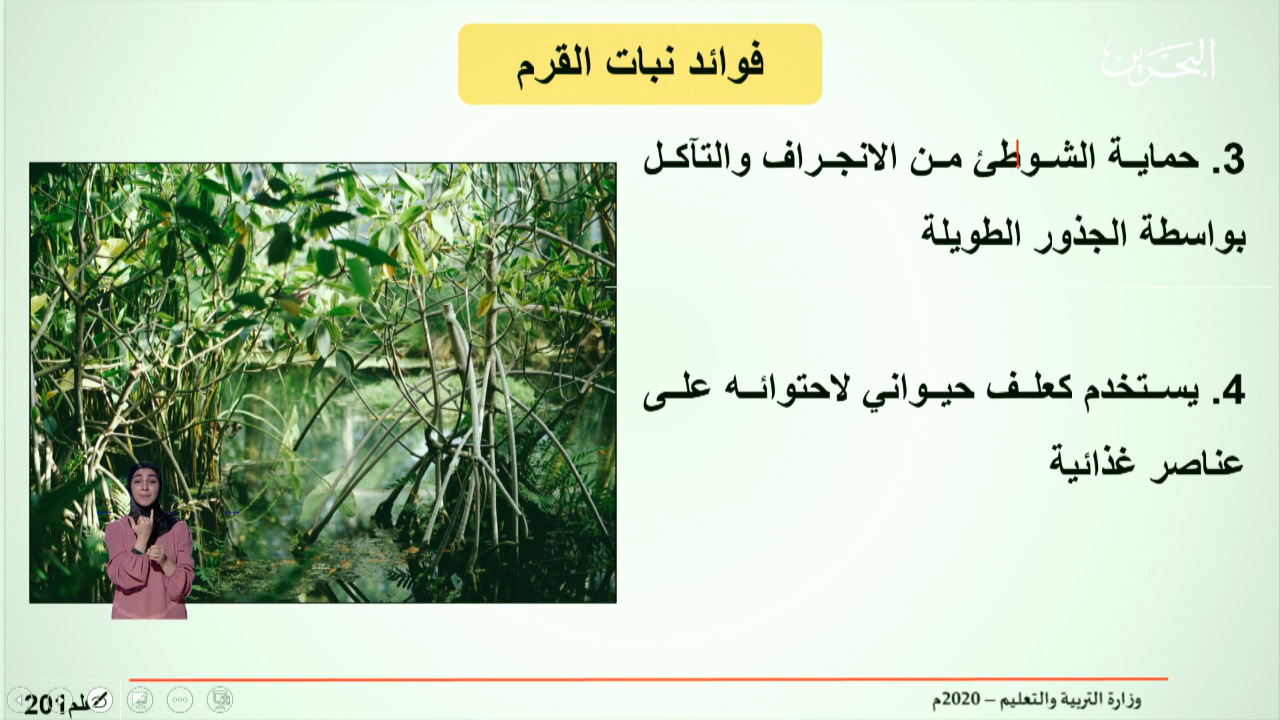 البحرين
فوائد نبات القرم
3. حماية الشواطئ من الانجراف والتآكل
بواسطة الجذور الطويلة
4. يستخدم كعلف حيواني لاحتوائه على
عناصر غذائية
وزارة التربية والتعليم – 2020م
201